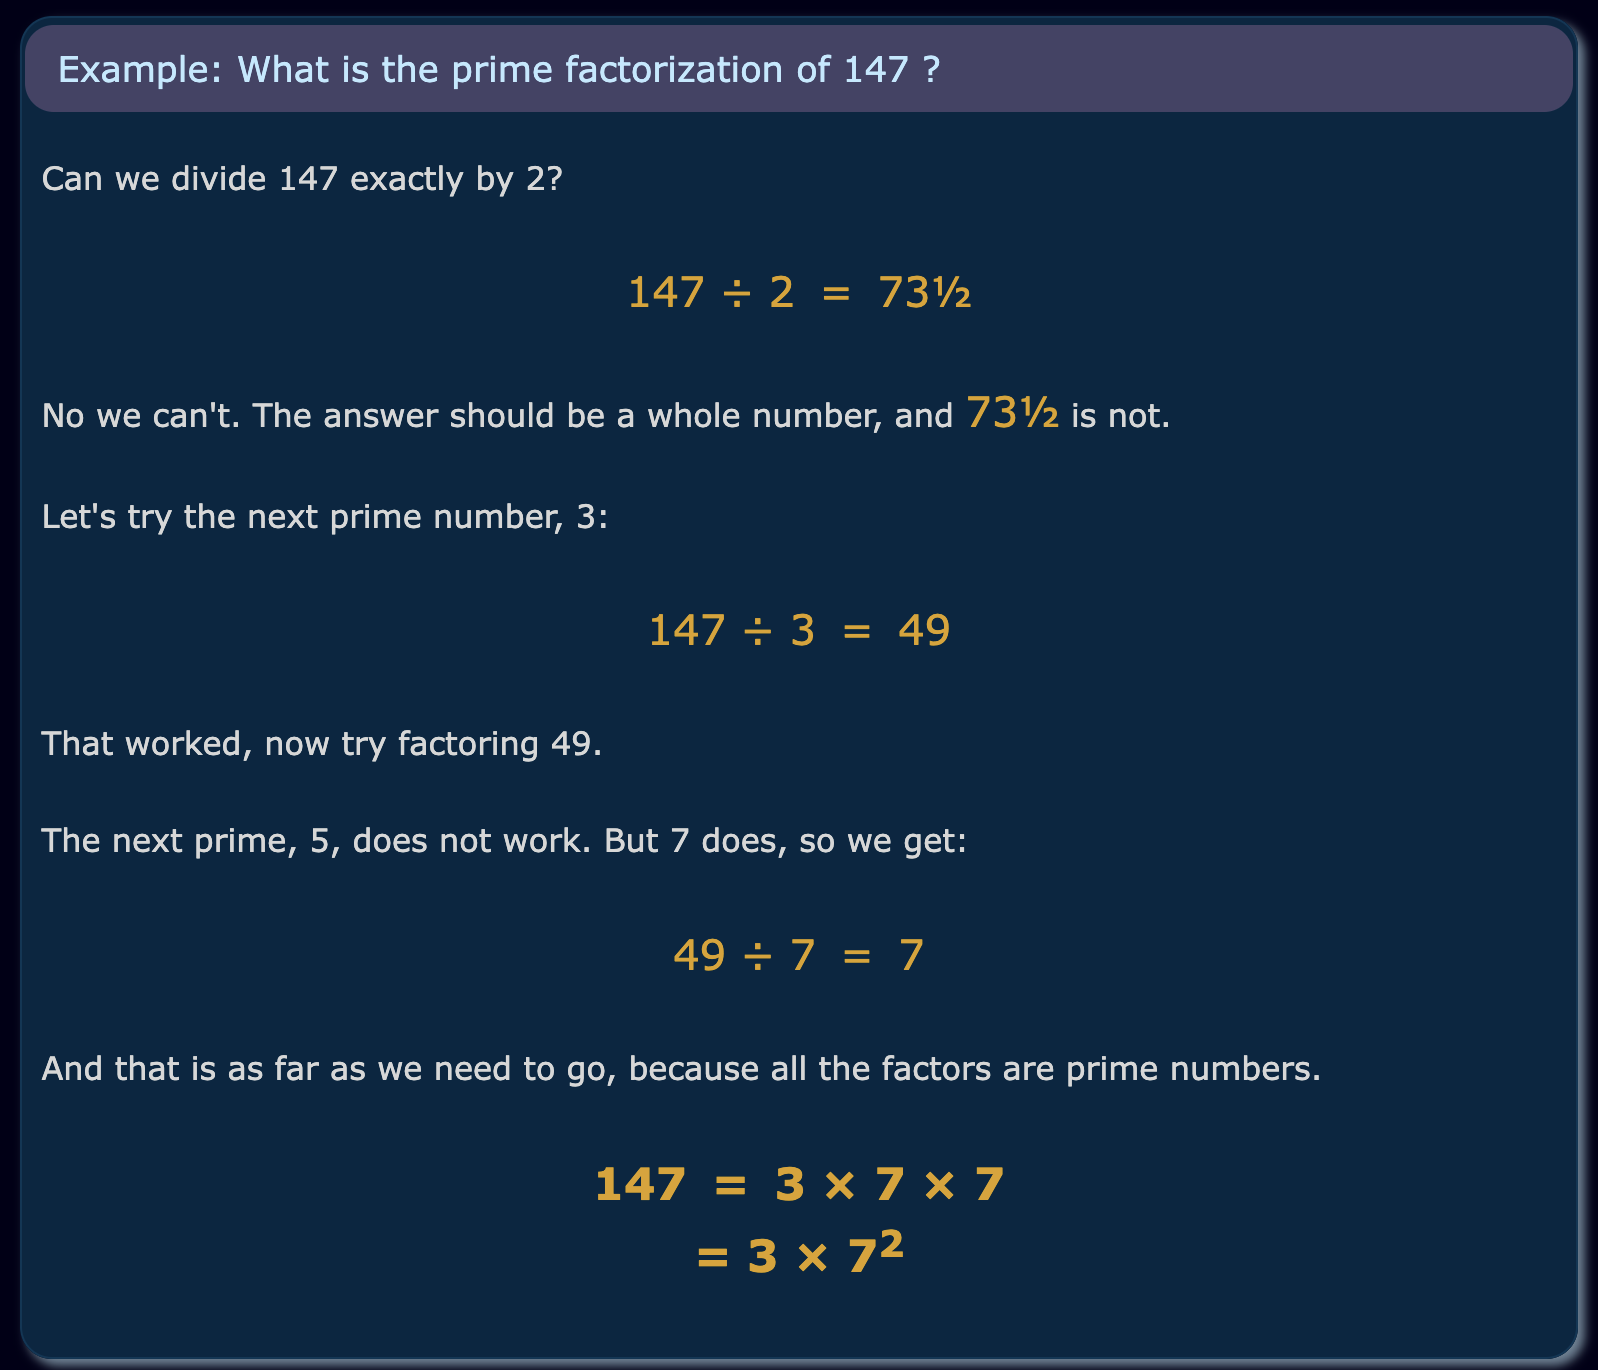 Example: What is the prime factorization of 147 ?
Can we divide 147 exactly by 2?
147 ÷ 2 = 73½
No we can't. The answer should be a whole number, and 73½ is not.
Let's try the next prime number, 3:
147 ÷ 3 = 49
That worked, now try factoring 49.
The next prime, 5, does not work. But 7 does, so we get:
49 ÷ 7 = 7
And that is as far as we need to go, because all the factors are prime numbers.
147 = 3 × 7 × 7
= 3 × 7²